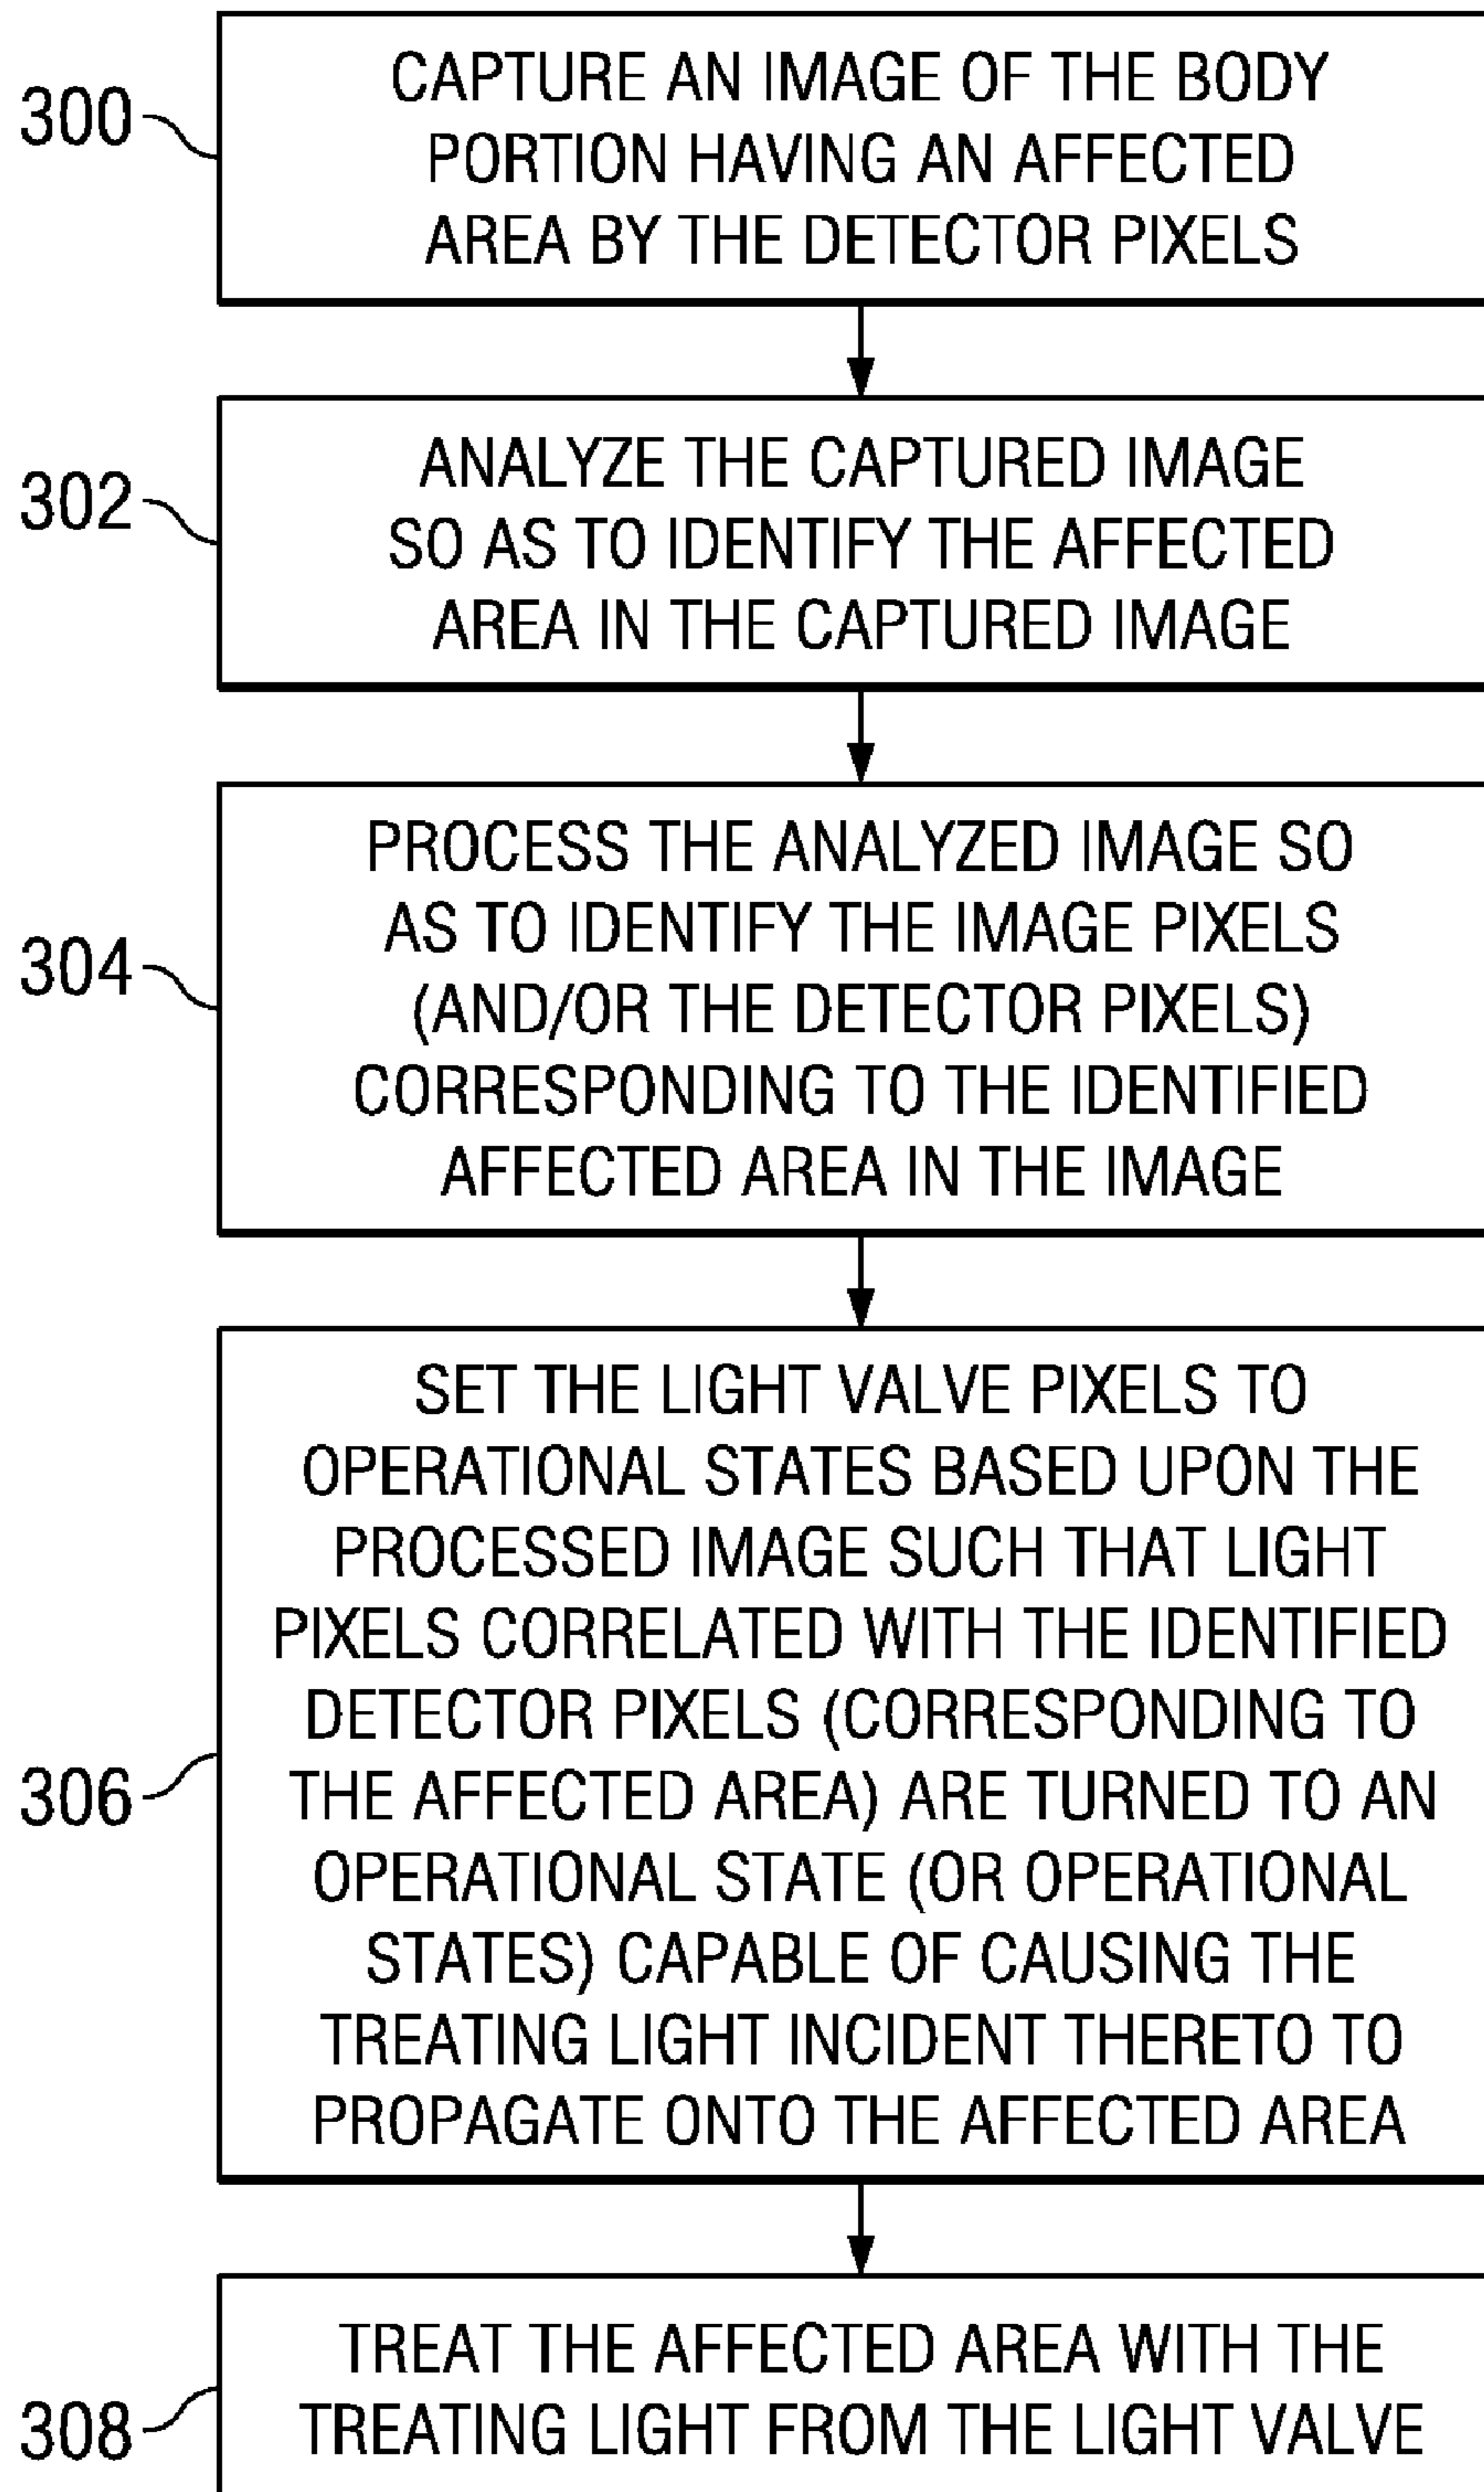 300
CAPTURE AN IMAGE OF THE BODY
PORTION HAVING AN AFFECTED
AREA BY THE DETECTOR PIXELS
302
ANALYZE THE CAPTURED IMAGE
SO AS TO IDENTIFY THE AFFECTED
AREA IN THE CAPTURED IMAGE
304
PROCESS THE ANALYZED IMAGE SO
AS TO IDENTIFY THE IMAGE PIXELS
(AND/OR THE DETECTOR PIXELS)
CORRESPONDING TO THE IDENTIFIED
AFFECTED AREA IN THE IMAGE
306
SET THE LIGHT VALVE PIXELS TO
OPERATIONAL STATES BASED UPON THE
PROCESSED IMAGE SUCH THAT LIGHT
PIXELS CORRELATED WITH THE IDENTIFIED
DETECTOR PIXELS (CORRESPONDING TO
THE AFFECTED AREA) ARE TURNED TO AN
OPERATIONAL STATE (OR OPERATIONAL
STATES) CAPABLE OF CAUSING THE
TREATING LIGHT INCIDENT THERETO TO
PROPAGATE ONTO THE AFFECTED AREA
308
TREAT THE AFFECTED AREA WITH THE
TREATING LIGHT FROM THE LIGHT VALVE